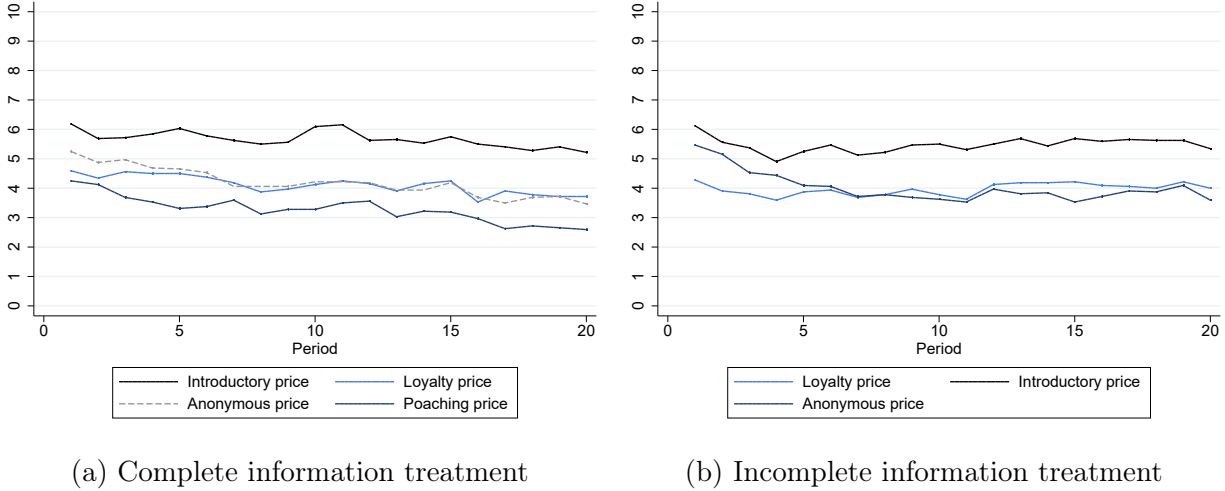 10
9
8
7
6
5
4
3
2
1
0
0 5 10 15 20
Period
Introductory price Loyalty price
Anonymous price Poaching price
(a) Complete information treatment
10
9
8
7
6
5
4
3
2
1
0
0 5 10 15 20
Period
Loyalty price Introductory price
Anonymous price
(b) Incomplete information treatment